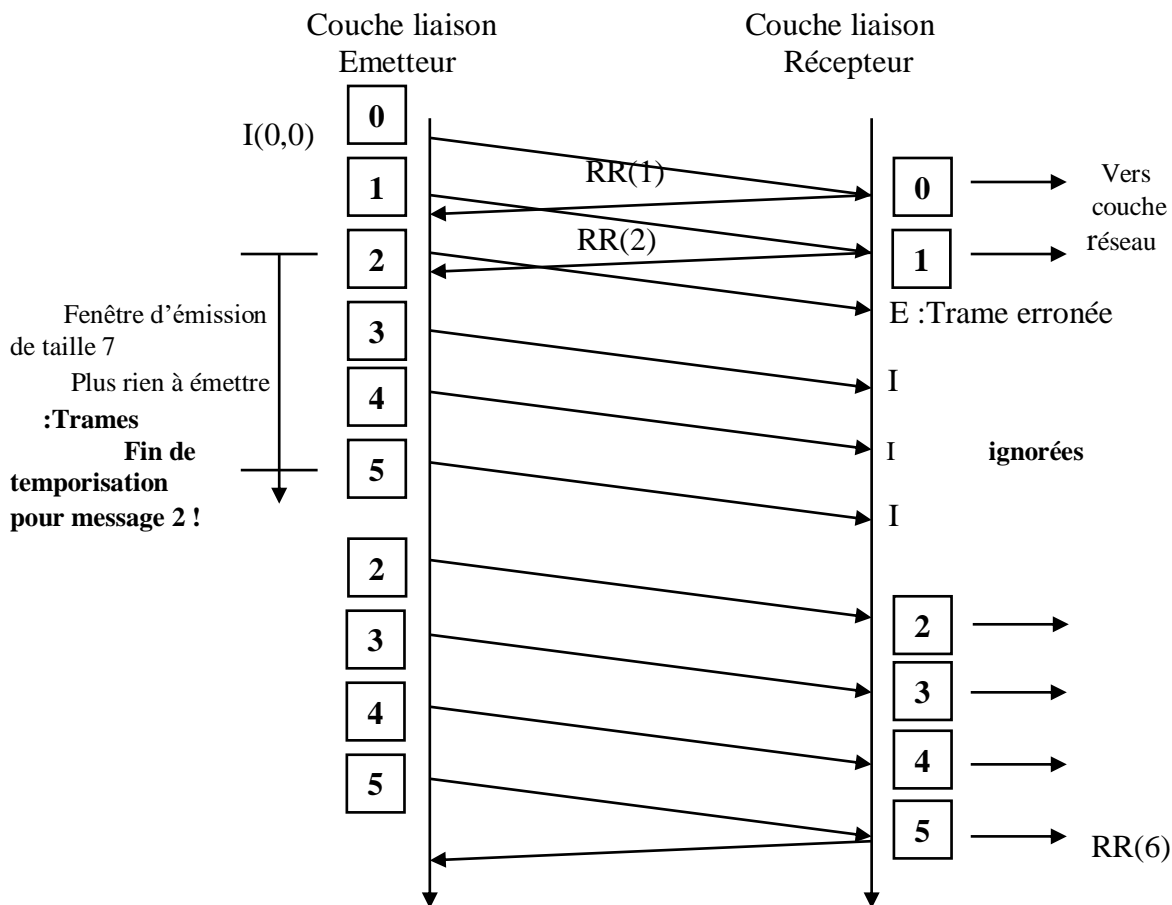 Couche liaison
Emetteur
Couche liaison
Récepteur
0
I(0,0)
RR(1)
1
0
Vers
couche
réseau
RR(2)
2
1
E :Trame erronée
Fenêtre d'émission
de taille 7
3
Plus rien à émettre
I
4
:Trames
Fin de
temporisation
pour message 2 !
I
ignorées
5
I
2
2
3
3
4
4
5
5
RR(6)